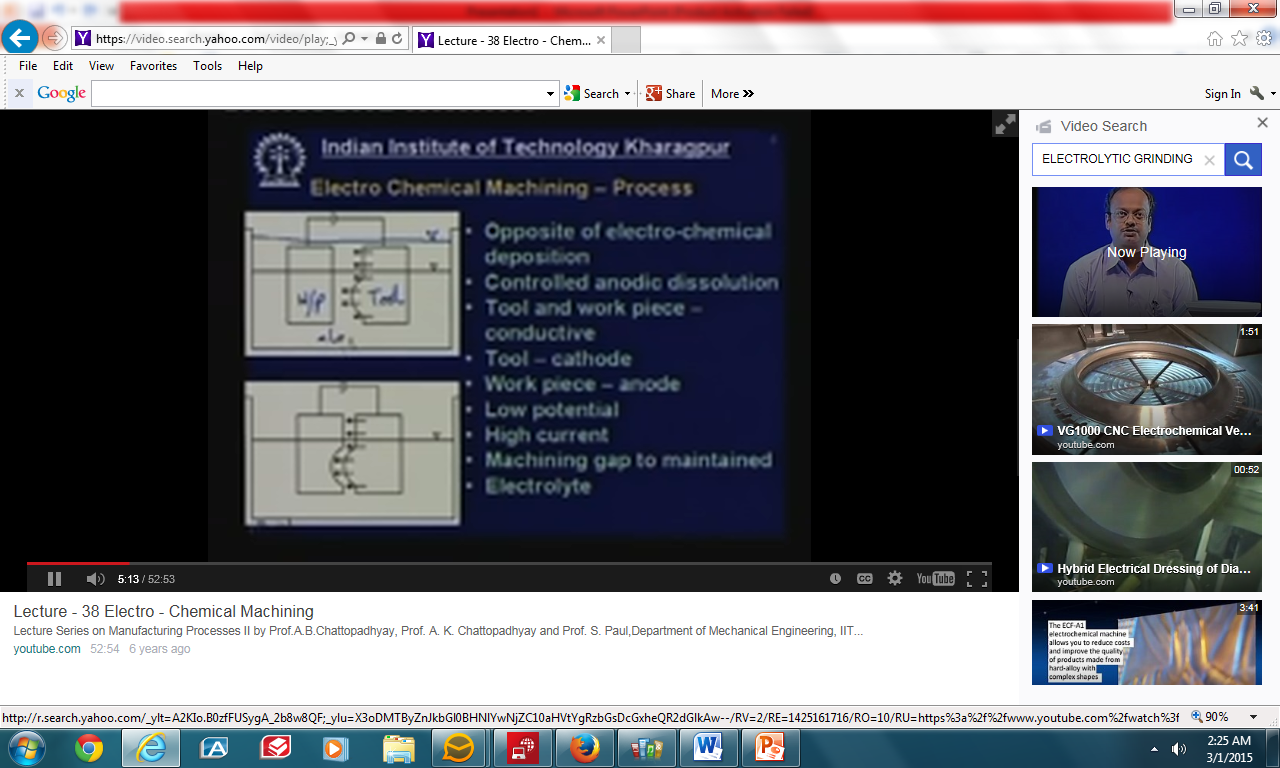 https://video.search.yahoo.com/video/play;_y
Lecture - 38 Electro - Chem...
File Edit View Favorites Tools Help
Google
Search
Share
More
Sign In
Indian Institute of Technology Kharagpur
Electro Chemical Machining – Process
• Opposite of electro-chemical
deposition
• Controlled anodic dissolution
• Tool and work piece –
conductive
• Tool – cathode
• Work piece – anode
• Low potential
• High current
• Machining gap to maintained
• Electrolyte
W/P
Tool
5:13 / 52:53
CC
YouTube
Lecture - 38 Electro - Chemical Machining
Lecture Series on Manufacturing Processes II by Prof.A.B.Chattopadhyay, Prof. A. K. Chattopadhyay and Prof. S. Paul,Department of Mechanical Engineering, IIT...
youtube.com 52:54 6 years ago
Video Search
ELECTROLYTIC GRINDING
Now Playing
1:51
VG1000 CNC Electrochemical Ve...
youtube.com
00:52
Hybrid Electrical Dressing of Dia...
youtube.com
3:41
The ECF-A1
electrochemical machine
allows you to reduce costs
and improve the quality
of products made from
hard-alloy with
complex shapes
90%
2:25 AM
3/1/2015